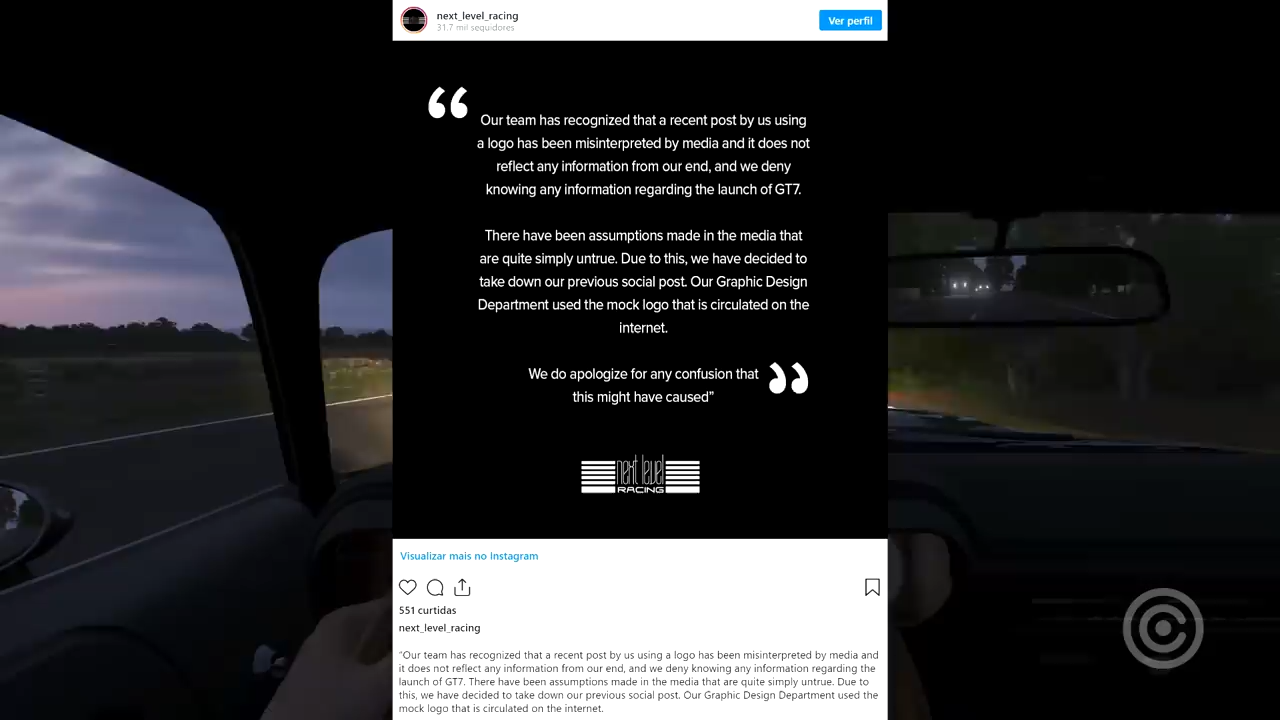 next_level_racing
31.7 mil seguidores
Ver perfil
“
Our team has recognized that a recent post by us using
a logo has been misinterpreted by media and it does not
reflect any information from our end, and we deny
knowing any information regarding the launch of GT7.
There have been assumptions made in the media that
are quite simply untrue. Due to this, we have decided to
take down our previous social post. Our Graphic Design
Department used the mock logo that is circulated on the
internet.
We do apologize for any confusion that
this might have caused”
”
next level
RACING
Visualizar mais no Instagram
551 curtidas
next_level_racing
“Our team has recognized that a recent post by us using a logo has been misinterpreted by media and
it does not reflect any information from our end, and we deny knowing any information regarding the
launch of GT7. There have been assumptions made in the media that are quite simply untrue. Due to
this, we have decided to take down our previous social post. Our Graphic Design Department used the
mock logo that is circulated on the internet.